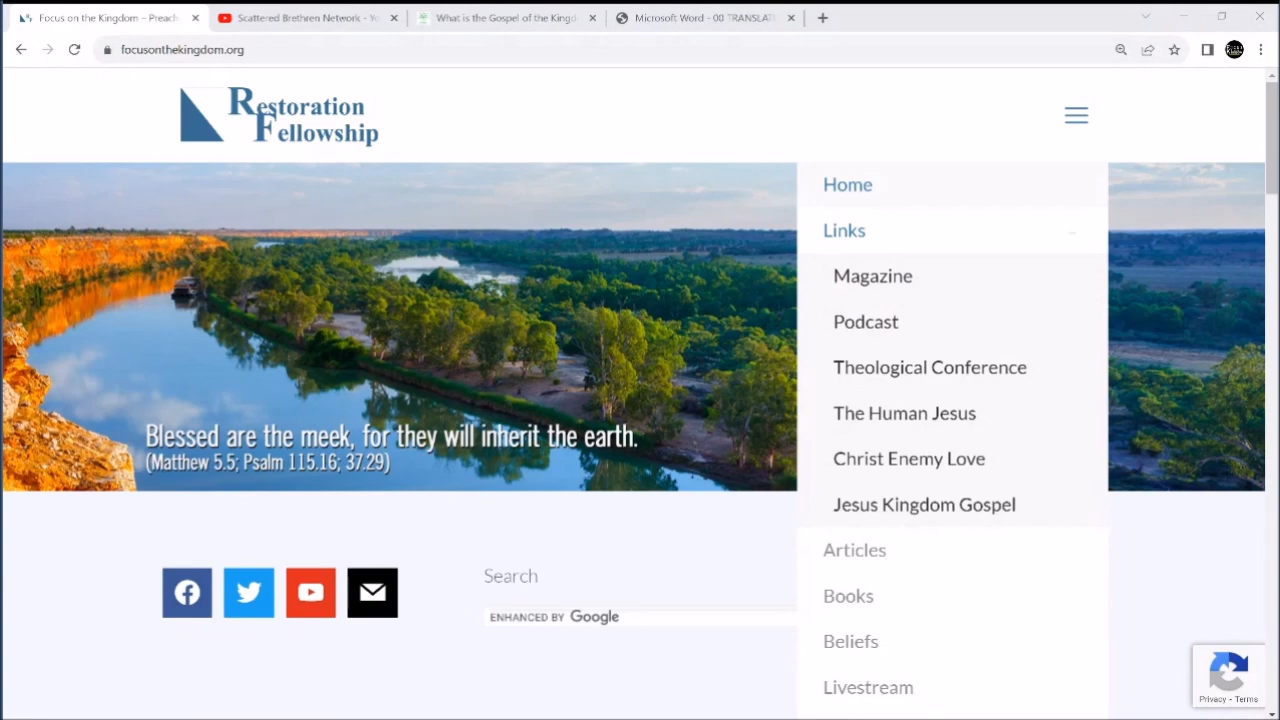 Focus on the Kingdom – Preach
Scattered Brethren Network - Yo
What is the Gospel of the Kingd
Microsoft Word - 00 TRANSLAT
focusonthekingdom.org
Restoration
Fellowship
Home
Links
Magazine
Podcast
Theological Conference
The Human Jesus
Christ Enemy Love
Jesus Kingdom Gospel
Articles
Books
Beliefs
Livestream
Blessed are the meek, for they will inherit the earth.
(Matthew 5.5; Psalm 115.16; 37.29)
Search
ENHANCED BY Google
Privacy - Terms